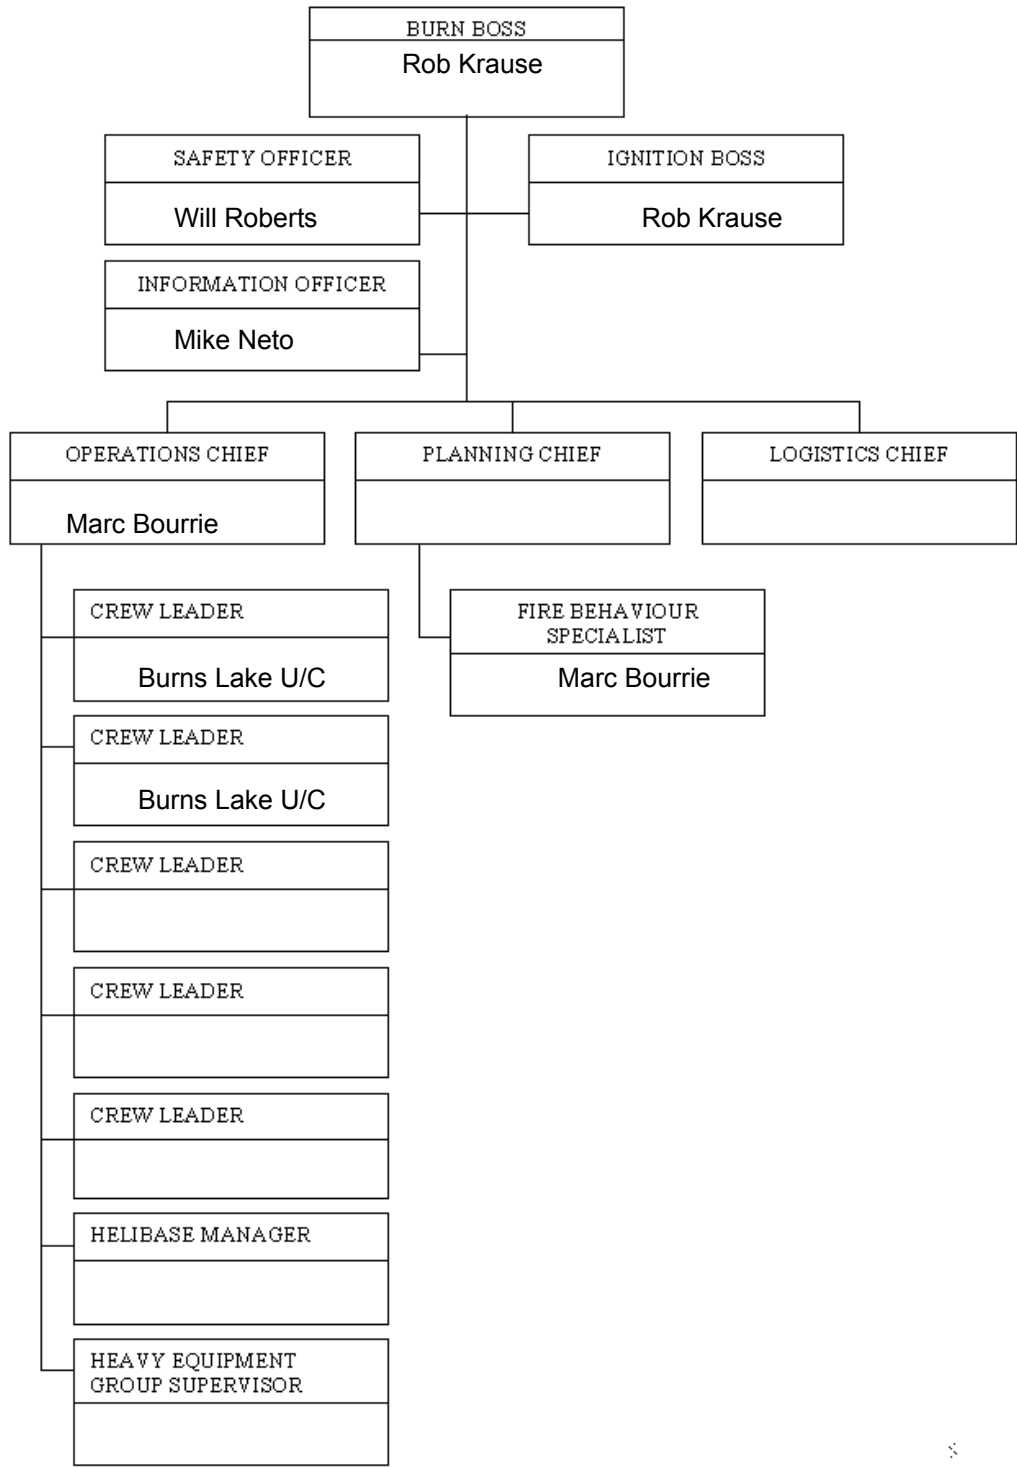 BURN BOSS
Rob Krause
SAFETY OFFICER
Will Roberts
IGNITION BOSS
Rob Krause
INFORMATION OFFICER
Mike Neto
OPERATIONS CHIEF
Marc Bourrie
PLANNING CHIEF
LOGISTICS CHIEF
CREW LEADER
Burns Lake U/C
FIRE BEHAVIOUR
SPECIALIST
Marc Bourrie
CREW LEADER
Burns Lake U/C
CREW LEADER
CREW LEADER
CREW LEADER
HELIBASE MANAGER
HEAVY EQUIPMENT
GROUP SUPERVISOR